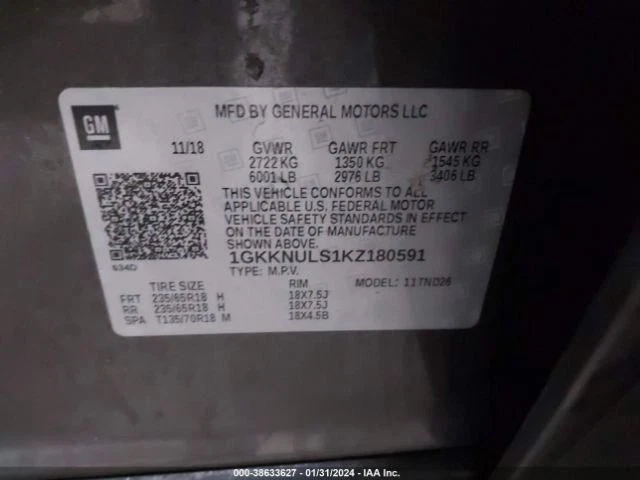 GM
MFD BY GENERAL MOTORS LLC
11/18 GVWR GAWR FRT GAWR RR
2722 KG 1350 KG 1545 KG
6001 LB 2976 LB 3406 LB
THIS VEHICLE CONFORMS TO ALL
APPLICABLE U.S. FEDERAL MOTOR
VEHICLE SAFETY STANDARDS IN EFFECT
ON THE DATE OF MANUFACTURE
SHOWN ABOVE.
1GKKNULS1KZ180591
634D TYPE: M.P.V. MODEL: 11TND26
TIRE SIZE RIM
FRT 235/65R18 H 18X7.5J
RR 235/65R18 H 18X7.5J
SPA T135/70R18 M 18X4.5B
000-38633627 - 01/31/2024 - IAA Inc.